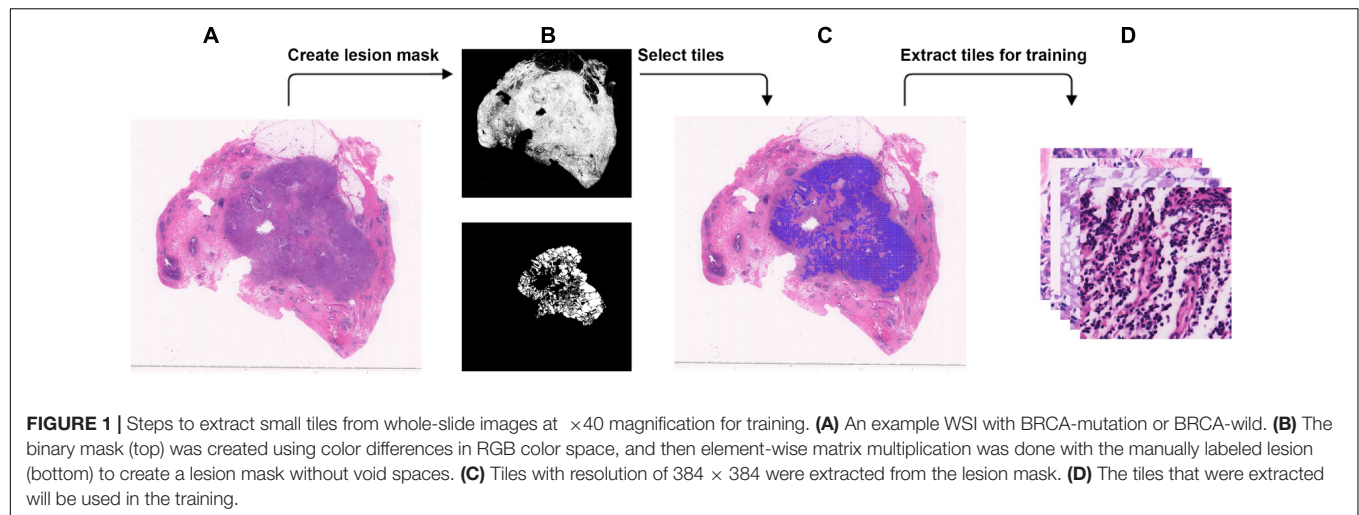 A B C D
Create lesion mask Select tiles Extract tiles for training
FIGURE 1 | Steps to extract small tiles from whole-slide images at ×40 magnification for training. (A) An example WSI with BRCA-mutation or BRCA-wild. (B) The
binary mask (top) was created using color differences in RGB color space, and then element-wise matrix multiplication was done with the manually labeled lesion
(bottom) to create a lesion mask without void spaces. (C) Tiles with resolution of 384 × 384 were extracted from the lesion mask. (D) The tiles that were extracted
will be used in the training.